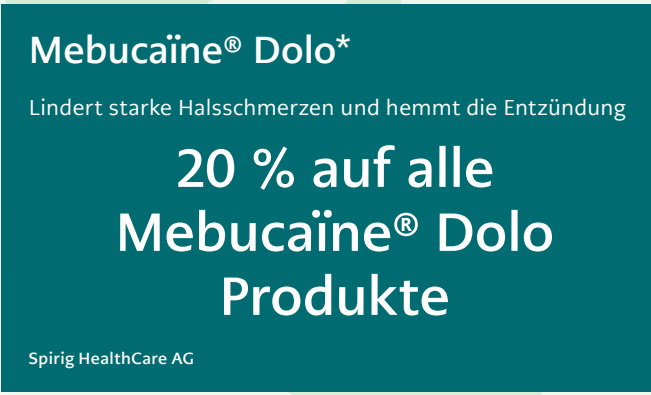 Mebucaïne® Dolo*
Lindert starke Halsschmerzen und hemmt die Entzündung
20 % auf alle
Mebucaïne® Dolo
Produkte
Spirig HealthCare AG